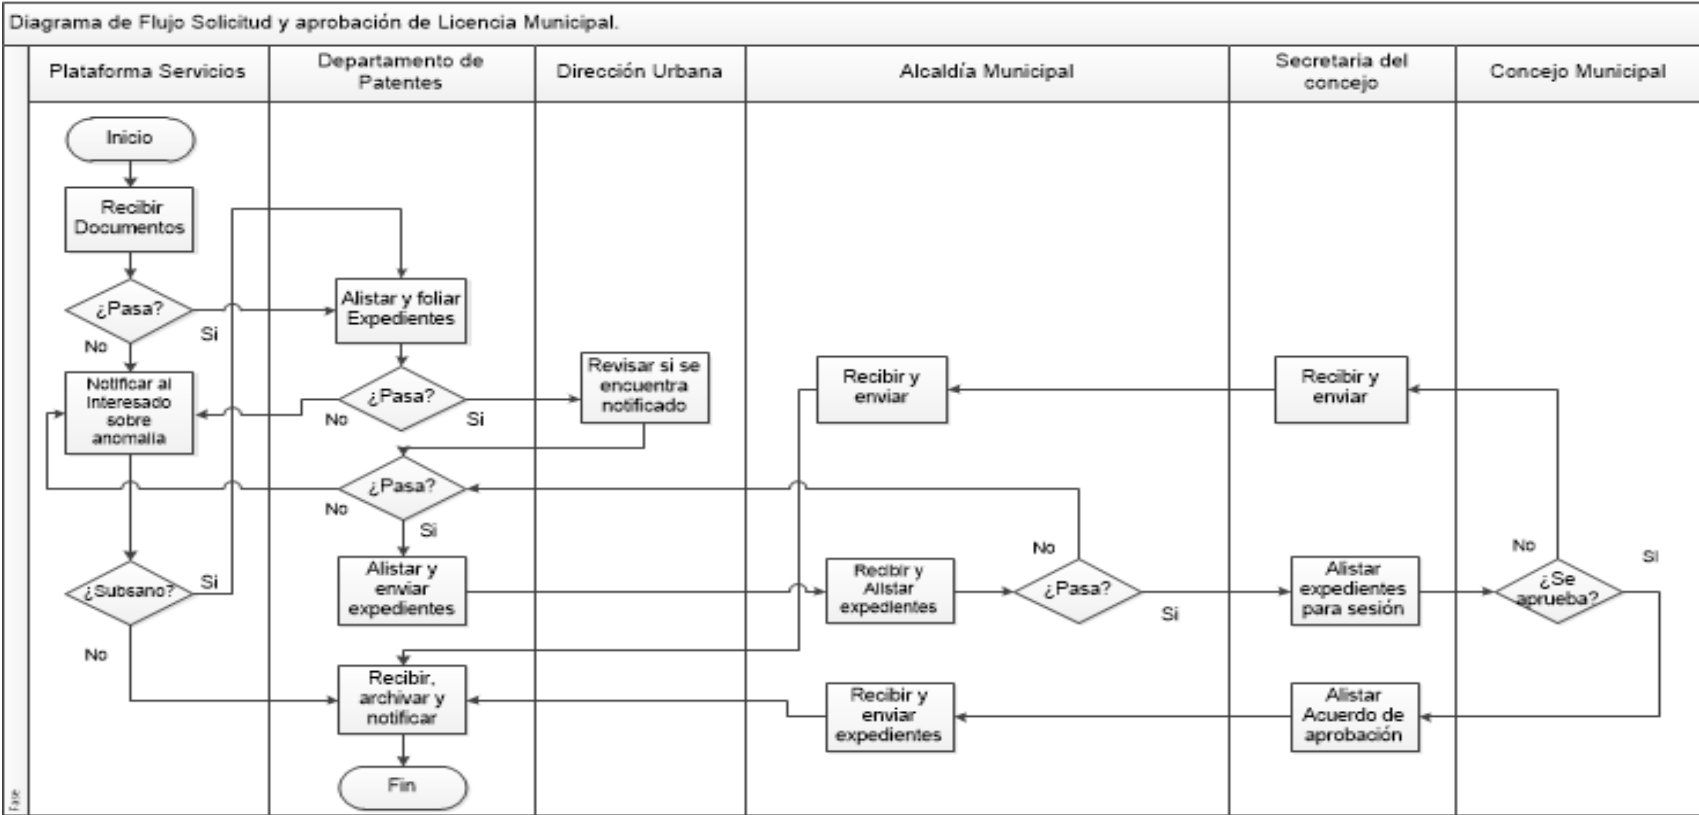 Diagrama de Flujo Solicitud y aprobación de Licencia Municipal.
Plataforma Servicios
Departamento de
Patentes
Dirección Urbana
Alcaldía Municipal
Secretaria del
concejo
Concejo Municipal
Inicio
Recibir
Documentos
¿Pasa?
Si
No
Alistar y foliar
Expedientes
Notificar al
Interesado
sobre
anomalia
¿Pasa?
No
Si
Revisar si se
encuentra
notificado
Recibir y
enviar
Recibir y
enviar
¿Pasa?
No
Si
¿Subsano?
Si
No
Alistar y
enviar
expedientes
Recibir y
Alistar
expedientes
No
¿Pasa?
Si
Alistar
expedientes
para sesión
No
¿Se
aprueba?
Si
Recibir,
archivar y
notificar
Recibir y
enviar
expedientes
Alistar
Acuerdo de
aprobación
Fin
Fase